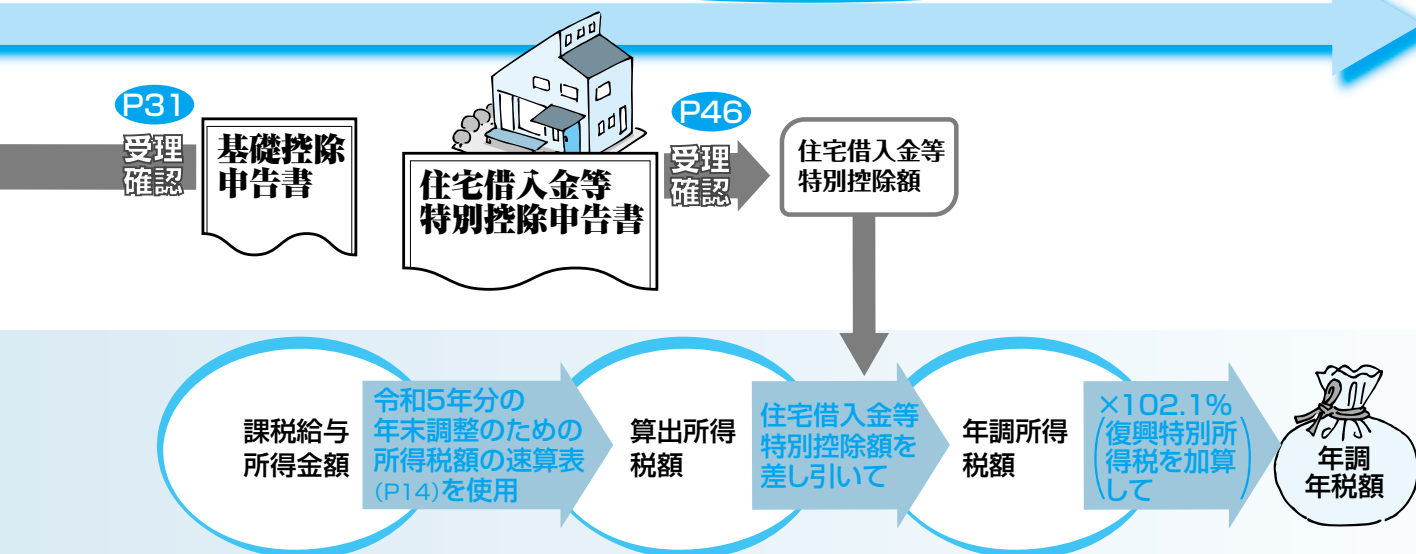 P31
受理
確認
基礎控除
申告書
住宅借入金等
特別控除申告書
P46
受理
確認
住宅借入金等
特別控除額
課税給与
所得金額
令和5年分の
年末調整のための
所得税額の速算表
(P14)を使用
算出所得
税額
住宅借入金等
特別控除額を
差し引いて
年調所得
税額
×102.1%
(復興特別所
得税を加算
して)
年調
年税額